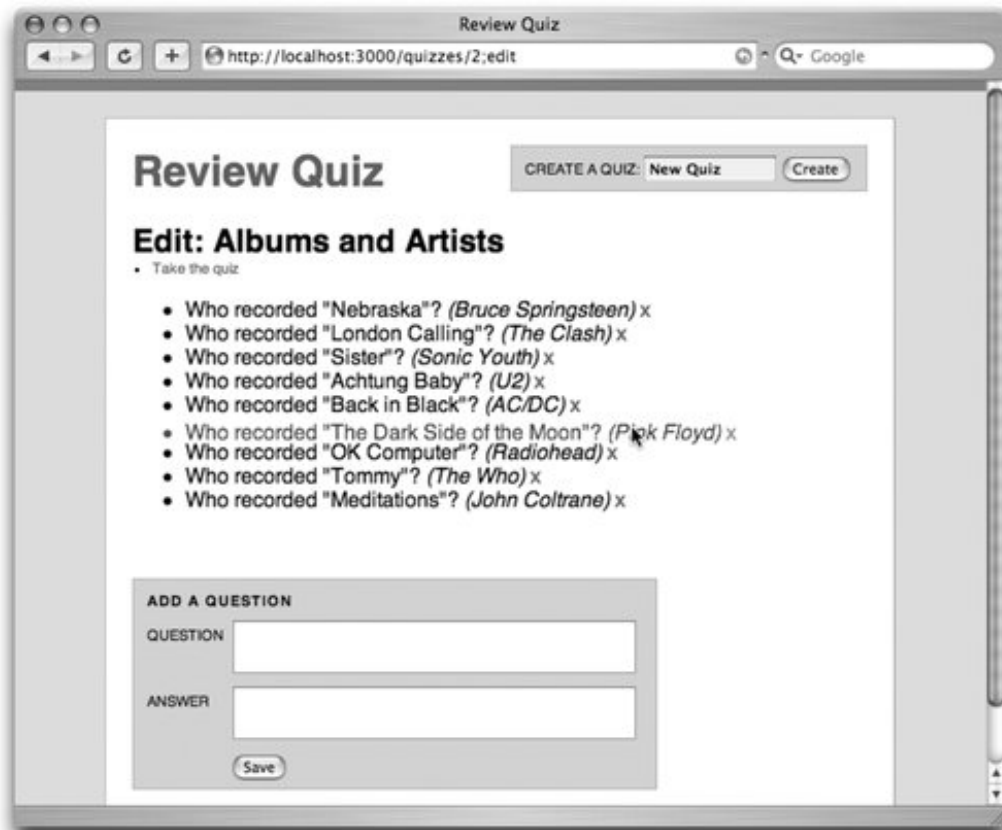 Review Quiz
http://localhost:3000/quizzes/2;edit
Google
Review Quiz
CREATE A QUIZ: New Quiz Create
Edit: Albums and Artists
• Take the quiz
• Who recorded "Nebraska"? (Bruce Springsteen) x
• Who recorded "London Calling"? (The Clash) x
• Who recorded "Sister"? (Sonic Youth) x
• Who recorded "Achtung Baby"? (U2) x
• Who recorded "Back in Black"? (AC/DC) x
• Who recorded "The Dark Side of the Moon"? (Pink Floyd) x
• Who recorded "OK Computer"? (Radiohead) x
• Who recorded "Tommy"? (The Who) x
• Who recorded "Meditations"? (John Coltrane) x
ADD A QUESTION
QUESTION
ANSWER
Save